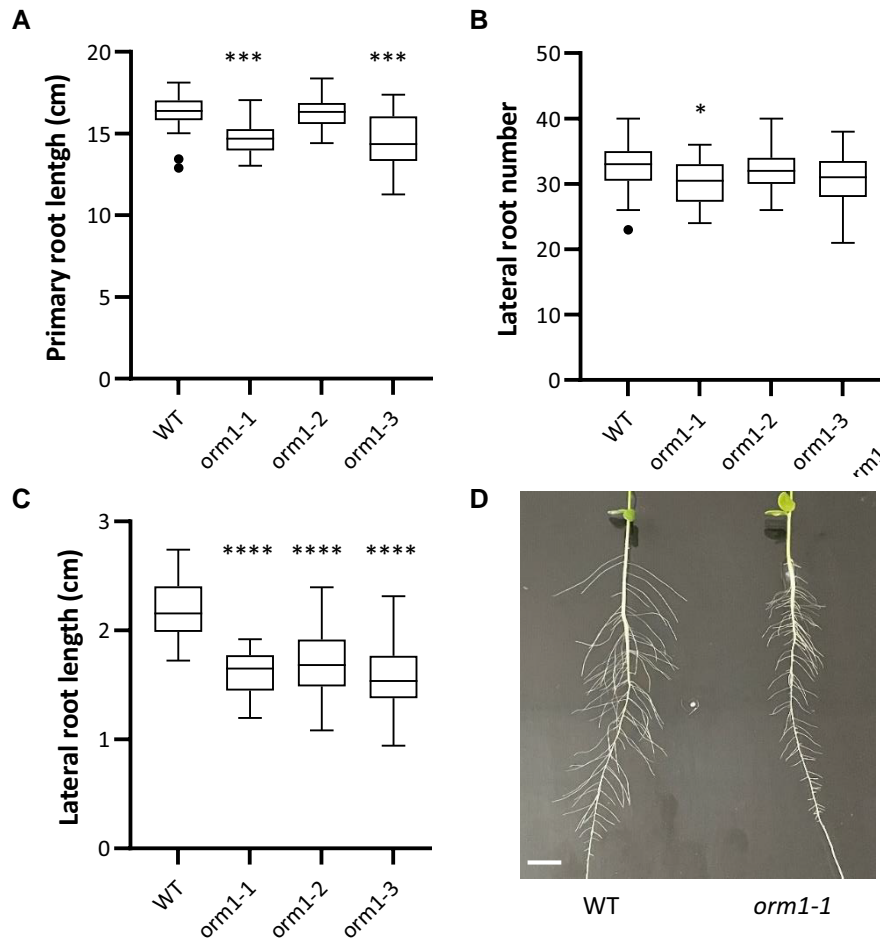 A
Primary root lentgh (cm)
20
15
10
5
0
***
***
WT
orm1-1
orm1-2
orm1-3
B
Lateral root number
50
40
30
20
10
0
*
WT
orm1-1
orm1-2
orm1-3
rm1
C
Lateral root length (cm)
3
2
1
0
****
****
****
WT
orm1-1
orm1-2
orm1-3
D
WT
orm1-1